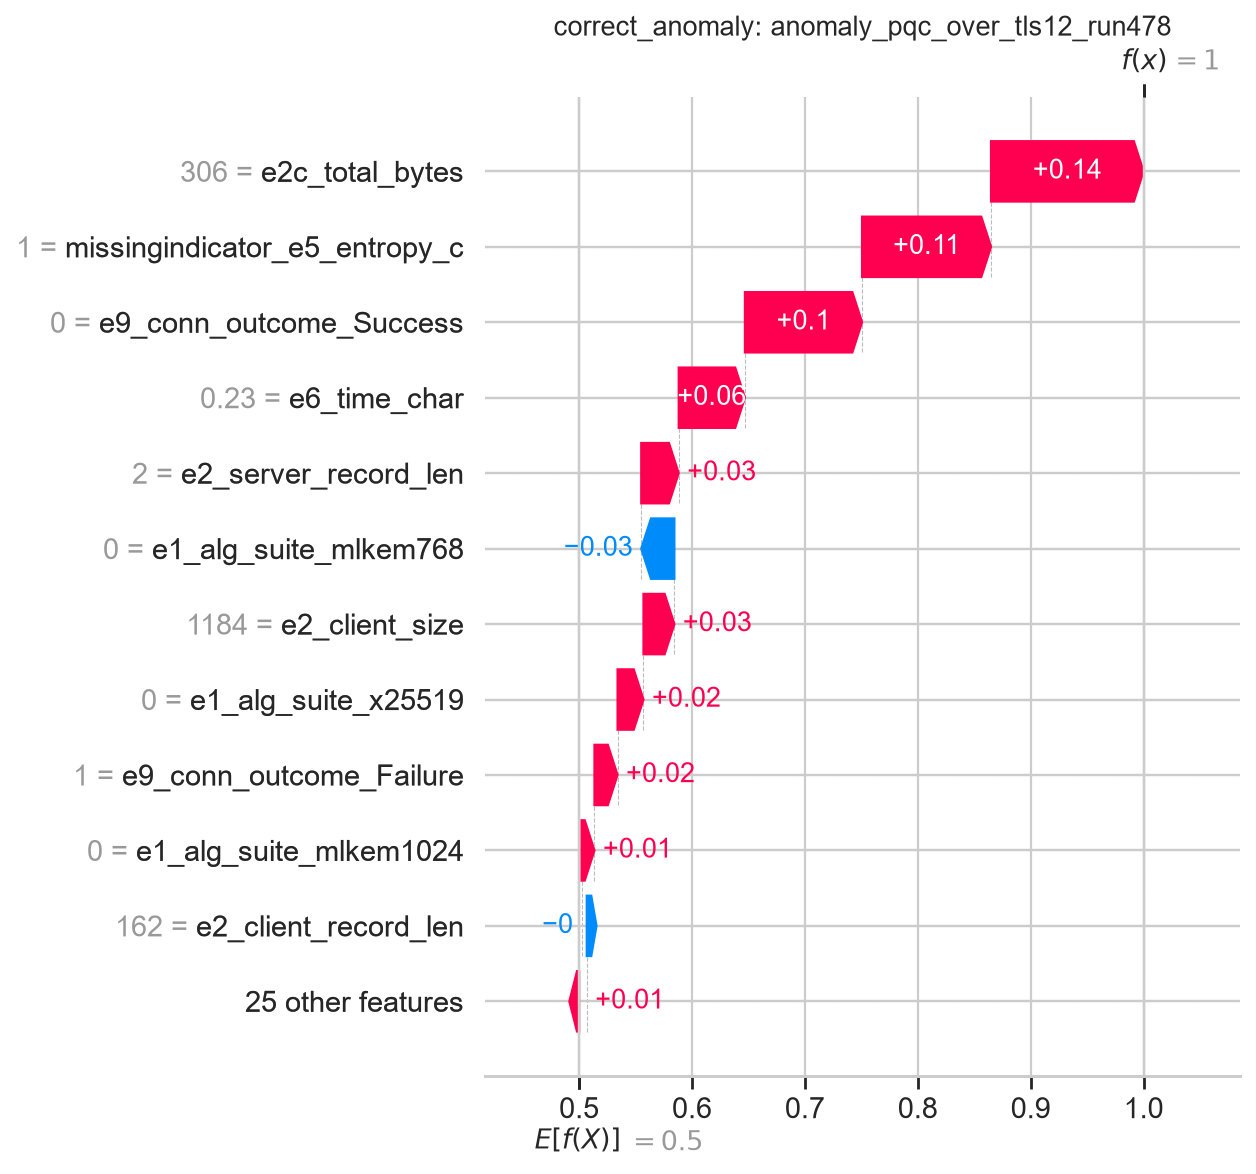 correct_anomaly: anomaly_pqc_over_tls12_run478
f(x) = 1
306 = e2c_total_bytes +0.14
1 = missingindicator_e5_entropy_c +0.11
0 = e9_conn_outcome_Success +0.1
0.23 = e6_time_char +0.06
2 = e2_server_record_len +0.03
0 = e1_alg_suite_mlkem768 −0.03
1184 = e2_client_size +0.03
0 = e1_alg_suite_x25519 +0.02
1 = e9_conn_outcome_Failure +0.02
0 = e1_alg_suite_mlkem1024 +0.01
162 = e2_client_record_len −0
25 other features +0.01
0.5 0.6 0.7 0.8 0.9 1.0
E[f(X)] = 0.5